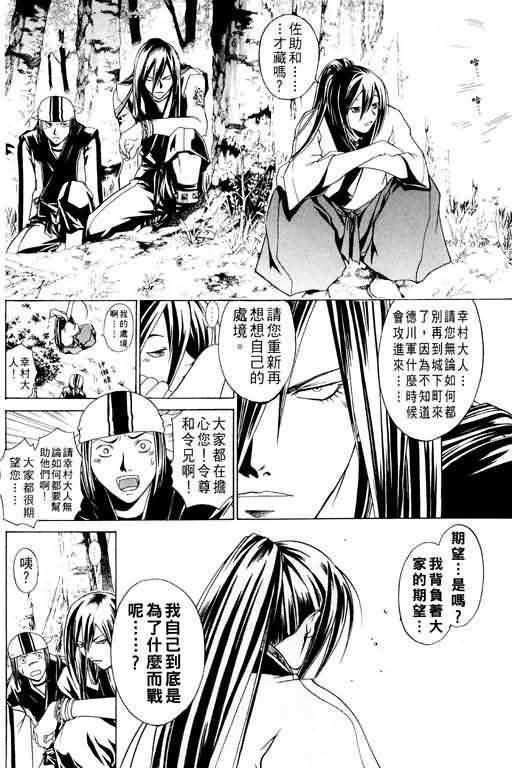 佐助和⋯
⋯才藏嗎？
幸村大人⋯
請您無論如何都
別再到城下町來
了，因為不知道
德川軍什麼時候
會攻進來⋯⋯
請您重新再
想想自己的
處境。
我的處境
啊⋯⋯
幸村大
人！
大家都在擔
心您！令尊
和令兄啊！
請幸村大人無
論如何都要幫
助他們啊！
大家都很期
望您⋯⋯
期望⋯是嗎？
我背負著大
家的期望⋯
我自己到底是
為了什麼而戰
呢⋯⋯？
咦？